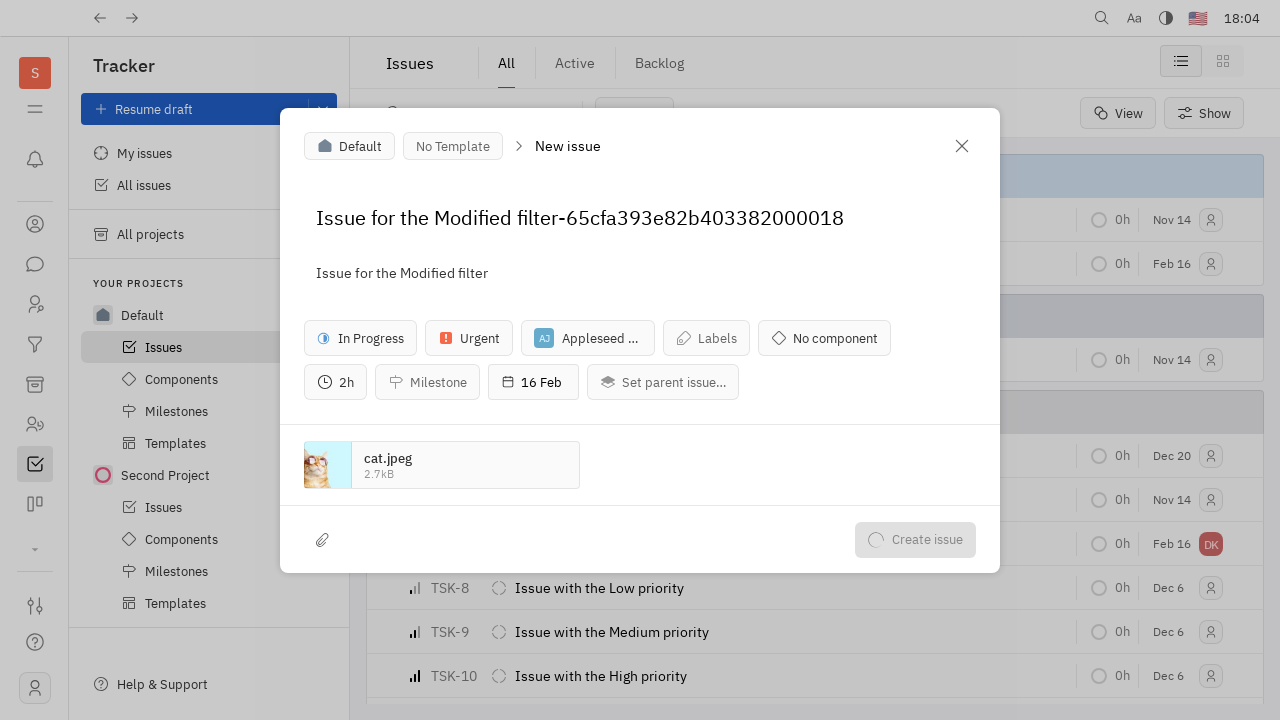 Aa
18:04
S
Tracker
Issues
All
Active
Backlog
Resume draft
View
Show
My issues
All issues
All projects
YOUR PROJECTS
Default
Issues
Components
Milestones
Templates
Second Project
Issues
Components
Milestones
Templates
Help & Support
Default
No Template
New issue
Issue for the Modified filter-65cfa393e82b403382000018
Issue for the Modified filter
In Progress
Urgent
AJ Appleseed ...
Labels
No component
2h
Milestone
16 Feb
Set parent issue...
cat.jpeg
2.7kB
Create issue
0h Nov 14
0h Feb 16
0h Nov 14
0h Dec 20
0h Nov 14
0h Feb 16 DK
TSK-8 Issue with the Low priority 0h Dec 6
TSK-9 Issue with the Medium priority 0h Dec 6
TSK-10 Issue with the High priority 0h Dec 6